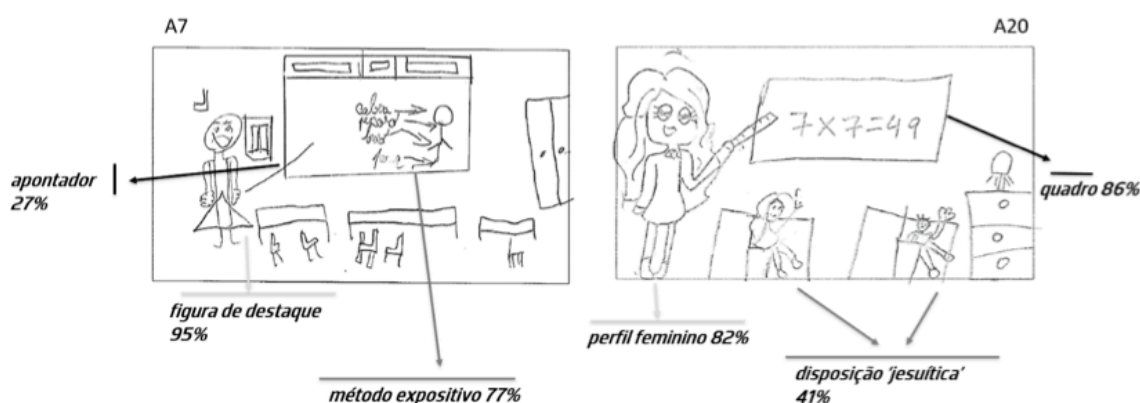 A7
A20
cabeça
7 x 7 = 49
apontador
27%
quadro 86%
figura de destaque
95%
perfil feminino 82%
método expositivo 77%
disposição 'jesuítica'
41%